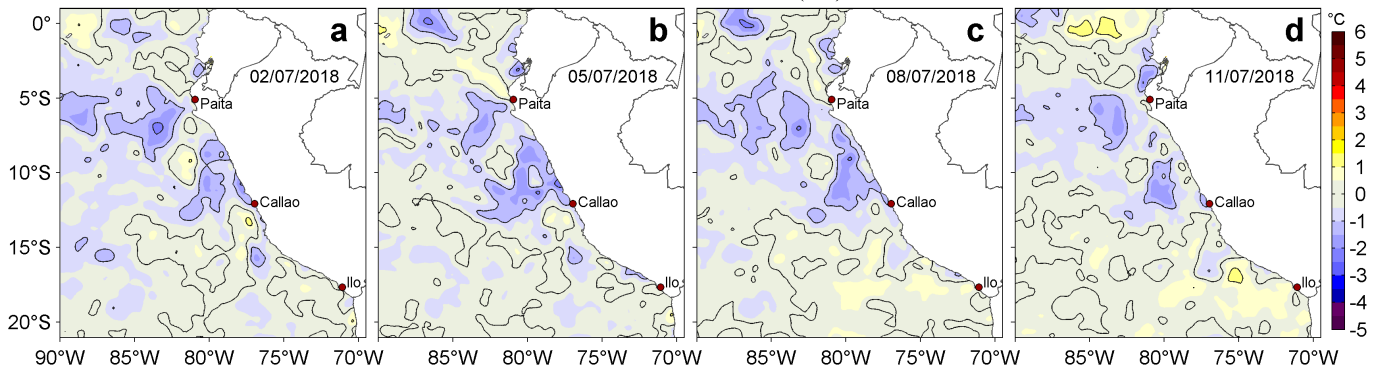 a b c d °C
0° 6
02/07/2018 05/07/2018 08/07/2018 11/07/2018 5
4
5°S Paita Paita Paita Paita 3
2
10°S 1
0
Callao Callao Callao Callao -1
15°S -2
-3
Ilo Ilo Ilo Ilo -4
20°S -5
90°W 85°W 80°W 75°W 70°W 85°W 80°W 75°W 70°W 85°W 80°W 75°W 70°W 85°W 80°W 75°W 70°W